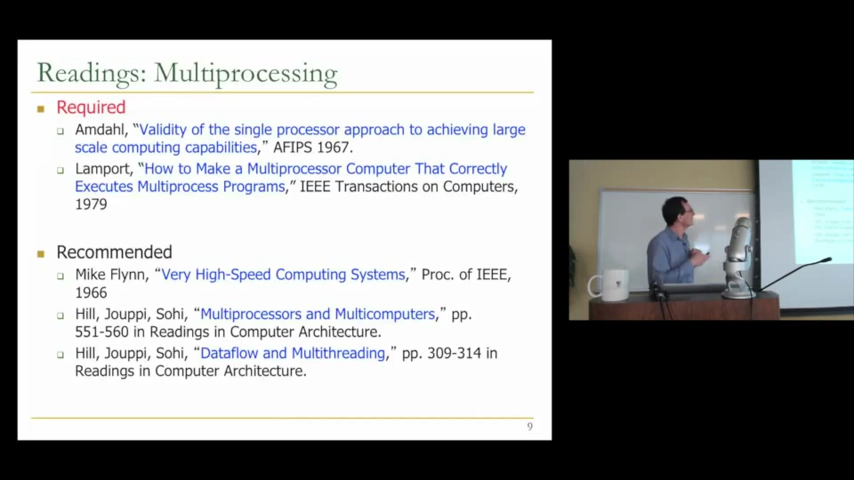 Readings: Multiprocessing
Required
Amdahl, “Validity of the single processor approach to achieving large
scale computing capabilities,” AFIPS 1967.
Lamport, “How to Make a Multiprocessor Computer That Correctly
Executes Multiprocess Programs,” IEEE Transactions on Computers,
1979
Recommended
Mike Flynn, “Very High-Speed Computing Systems,” Proc. of IEEE,
1966
Hill, Jouppi, Sohi, “Multiprocessors and Multicomputers,” pp.
551-560 in Readings in Computer Architecture.
Hill, Jouppi, Sohi, “Dataflow and Multithreading,” pp. 309-314 in
Readings in Computer Architecture.
9